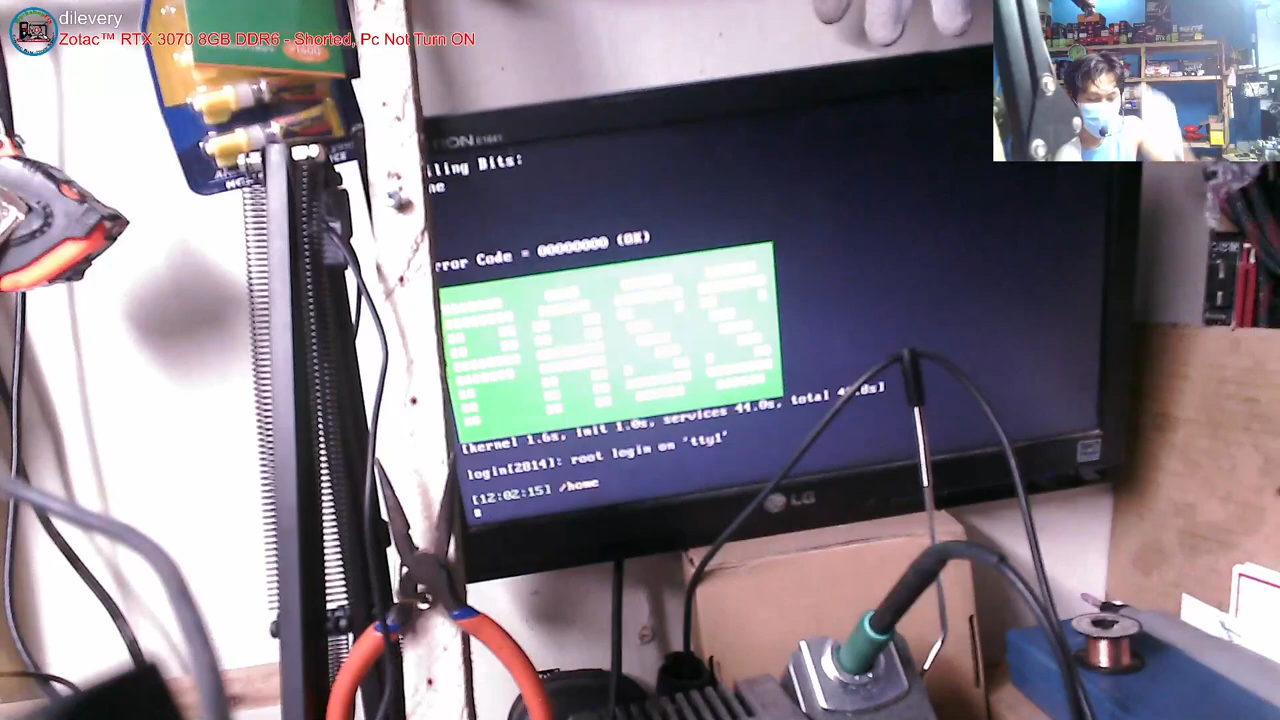 dilevery
Zotac™ RTX 3070 8GB DDR6 - Shorted, Pc Not Turn ON
iling Bits:
ne
rror Code = 00000000 (OK)
PASS
[kernel 1.6s, init 1.0s, services 44.0s, total
login[2814]: root login on 'tty1'
[12:02:15] /home
#
LG